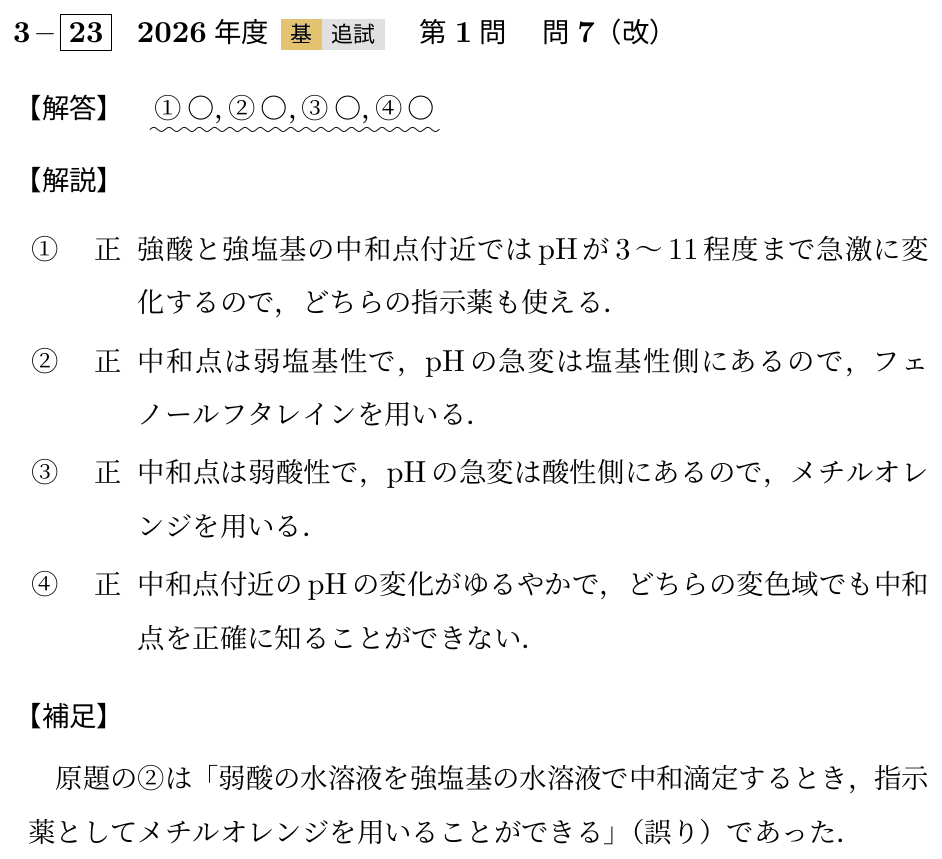 3－23 2026 年度 基 追試 第 1 問 問 7（改）
【解答】 ① ○, ② ○, ③ ○, ④ ○
【解説】
① 正 強酸と強塩基の中和点付近では pH が 3 ～ 11 程度まで急激に変
化するので，どちらの指示薬も使える．
② 正 中和点は弱塩基性で，pH の急変は塩基性側にあるので，フェ
ノールフタレインを用いる．
③ 正 中和点は弱酸性で，pH の急変は酸性側にあるので，メチルオレ
ンジを用いる．
④ 正 中和点付近の pH の変化がゆるやかで，どちらの変色域でも中和
点を正確に知ることができない．
【補足】
原題の②は「弱酸の水溶液を強塩基の水溶液で中和滴定するとき，指示
薬としてメチルオレンジを用いることができる」（誤り）であった．